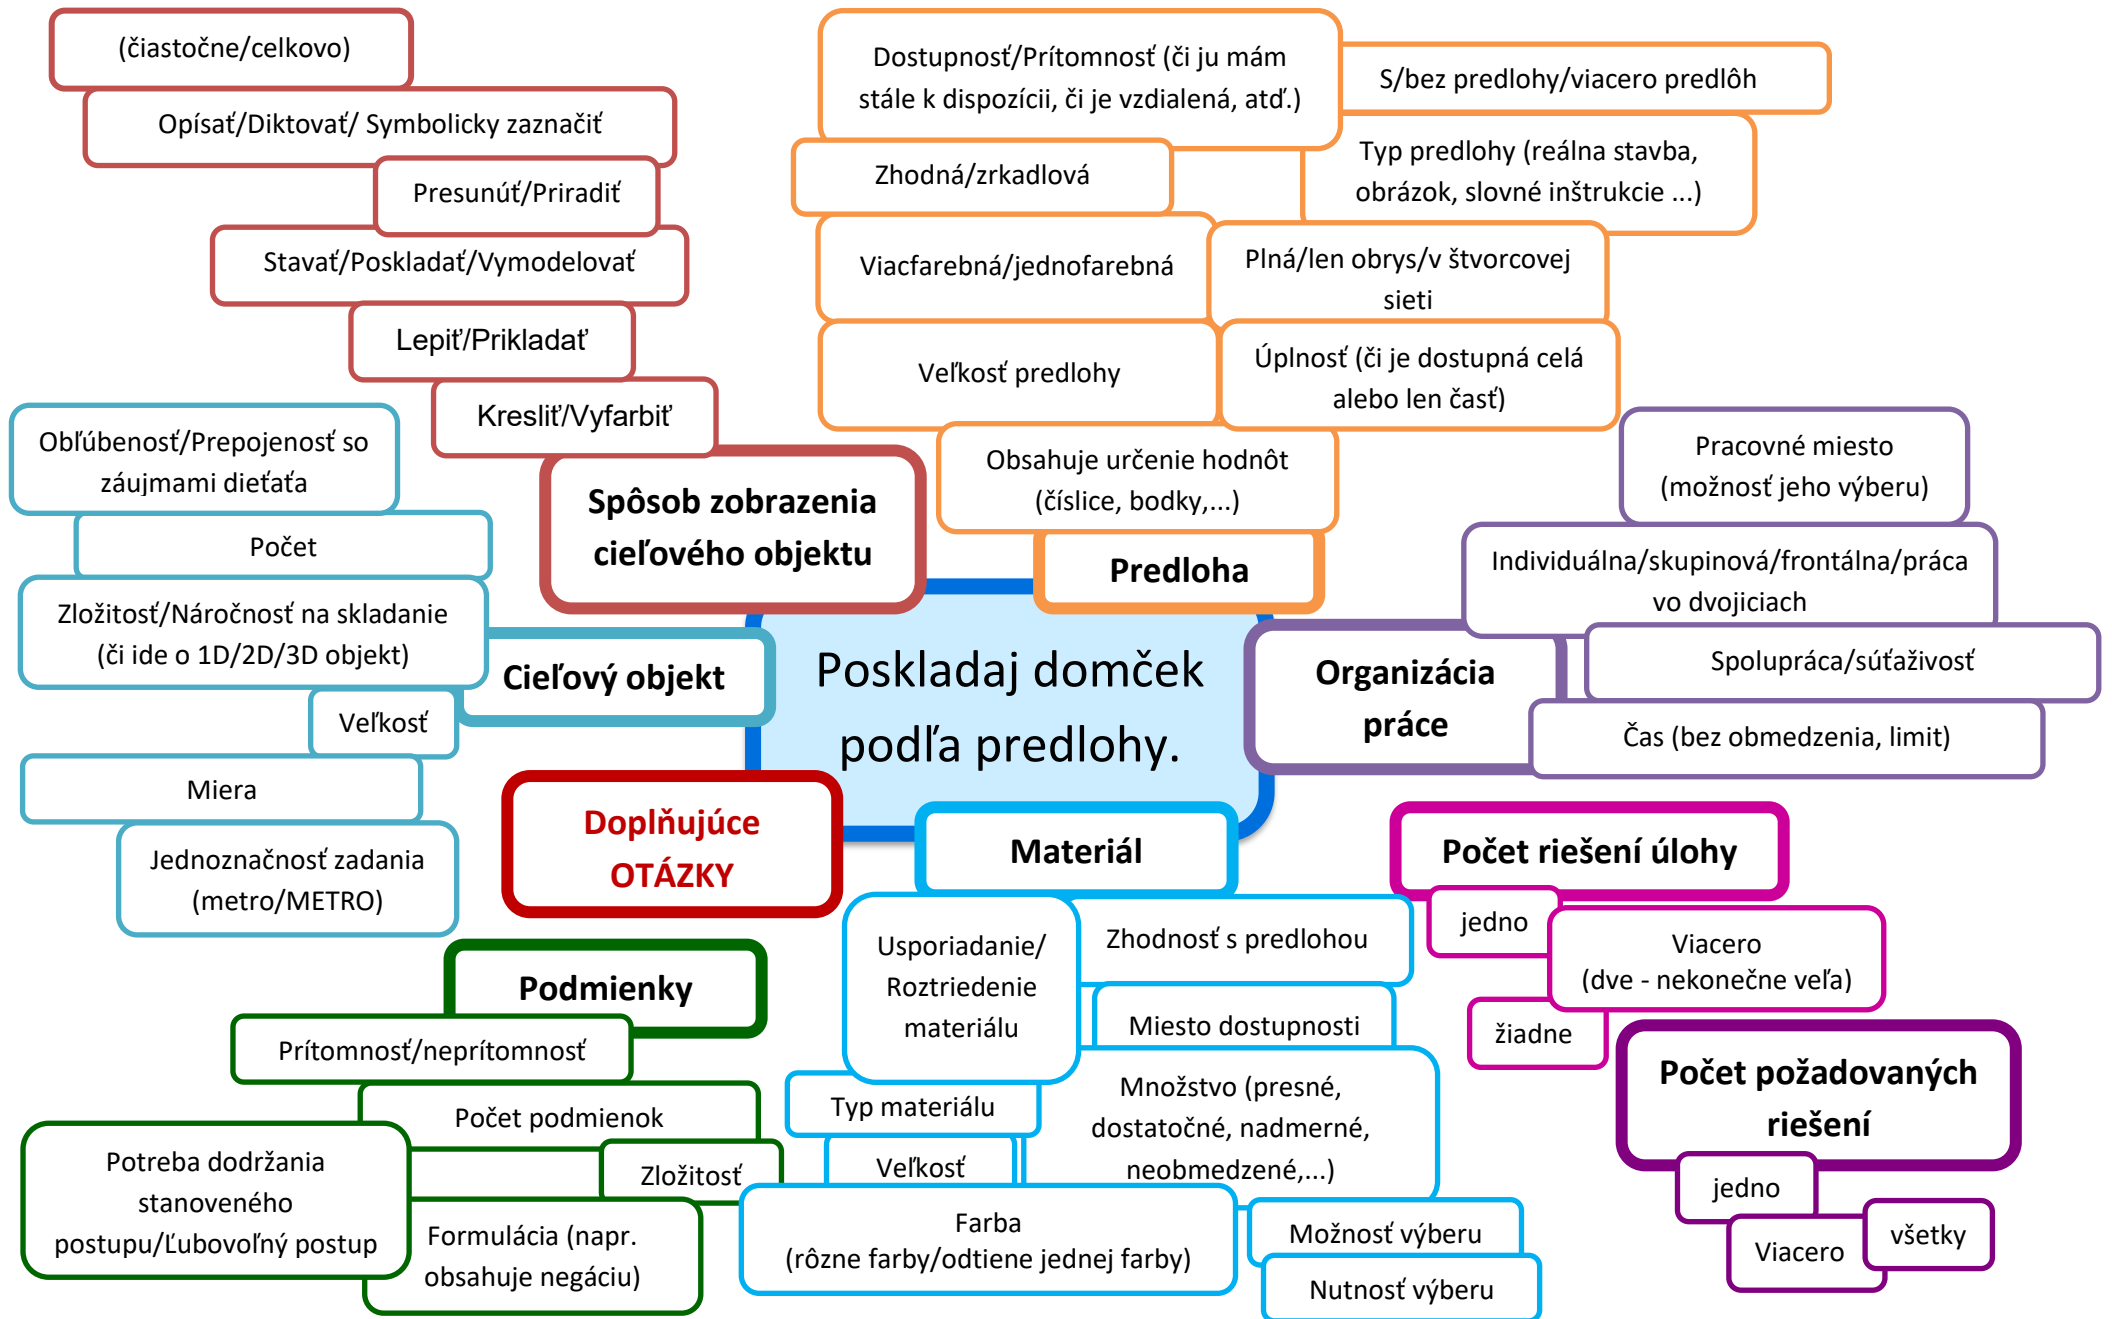 (čiastočne/celkovo)
Opísať/Diktovať/ Symbolicky zaznačiť
Presunúť/Priradiť
Stavať/Poskladať/Vymodelovať
Lepiť/Prikladať
Kresliť/Vyfarbiť
Spôsob zobrazenia
cieľového objektu
Dostupnosť/Prítomnosť (či ju mám
stále k dispozícii, či je vzdialená, atď.)
S/bez predlohy/viacero predlôh
Zhodná/zrkadlová
Typ predlohy (reálna stavba,
obrázok, slovné inštrukcie ...)
Viacfarebná/jednofarebná
Plná/len obrys/v štvorcovej
sieti
Veľkosť predlohy
Úplnosť (či je dostupná celá
alebo len časť)
Obsahuje určenie hodnôt
(číslice, bodky,...)
Predloha
Pracovné miesto
(možnosť jeho výberu)
Individuálna/skupinová/frontálna/práca
vo dvojiciach
Spolupráca/súťaživosť
Čas (bez obmedzenia, limit)
Organizácia
práce
Obľúbenosť/Prepojenosť so
záujmami dieťaťa
Počet
Zložitosť/Náročnosť na skladanie
(či ide o 1D/2D/3D objekt)
Veľkosť
Miera
Jednoznačnosť zadania
(metro/METRO)
Cieľový objekt
Poskladaj domček
podľa predlohy.
Doplňujúce
OTÁZKY
Materiál
Usporiadanie/
Roztriedenie
materiálu
Zhodnosť s predlohou
Miesto dostupnosti
Typ materiálu
Množstvo (presné,
dostatočné, nadmerné,
neobmedzené,...)
Veľkosť
Farba
(rôzne farby/odtiene jednej farby)
Možnosť výberu
Nutnosť výberu
Počet riešení úlohy
jedno
Viacero
(dve - nekonečne veľa)
žiadne
Počet požadovaných
riešení
jedno
Viacero
všetky
Podmienky
Prítomnosť/neprítomnosť
Počet podmienok
Zložitosť
Potreba dodržania
stanoveného
postupu/Ľubovoľný postup
Formulácia (napr.
obsahuje negáciu)